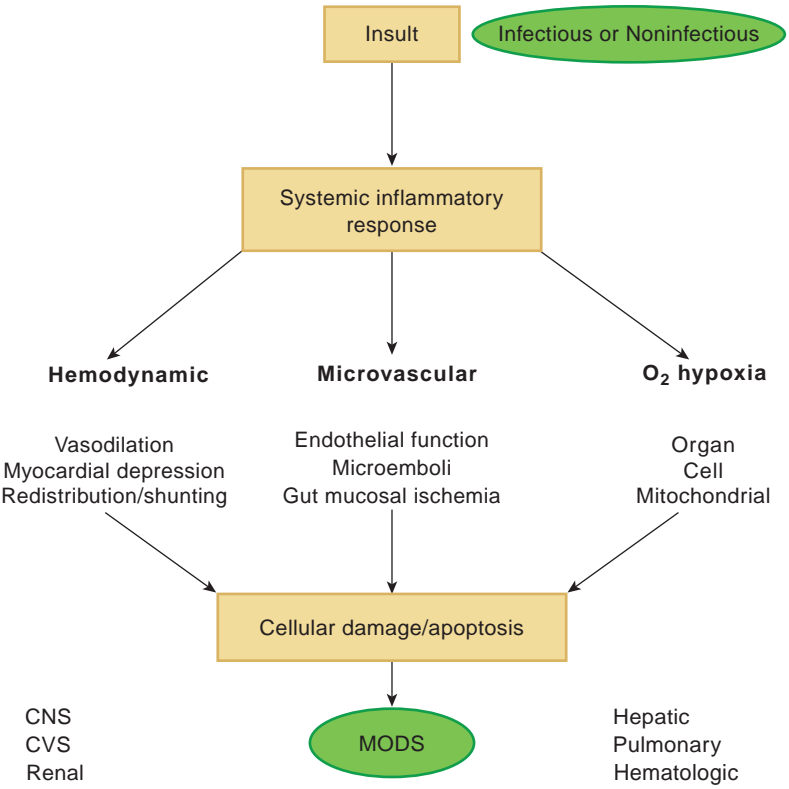 Insult
Infectious or Noninfectious
Systemic inflammatory
response
Hemodynamic
Microvascular
O₂ hypoxia
Vasodilation
Myocardial depression
Redistribution/shunting
Endothelial function
Microemboli
Gut mucosal ischemia
Organ
Cell
Mitochondrial
Cellular damage/apoptosis
CNS
CVS
Renal
MODS
Hepatic
Pulmonary
Hematologic